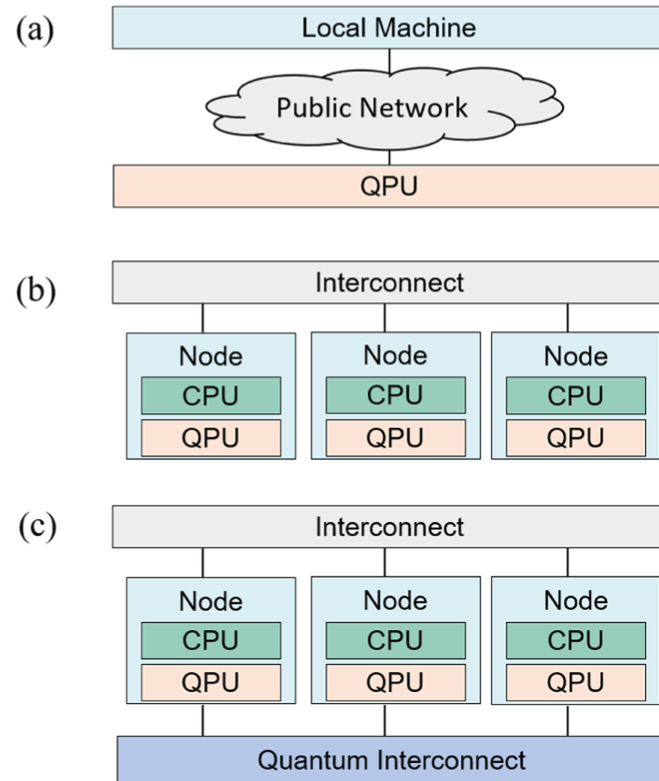 (a)
Local Machine
Public Network
QPU
(b)
Interconnect
Node Node Node
CPU CPU CPU
QPU QPU QPU
(c)
Interconnect
Node Node Node
CPU CPU CPU
QPU QPU QPU
Quantum Interconnect